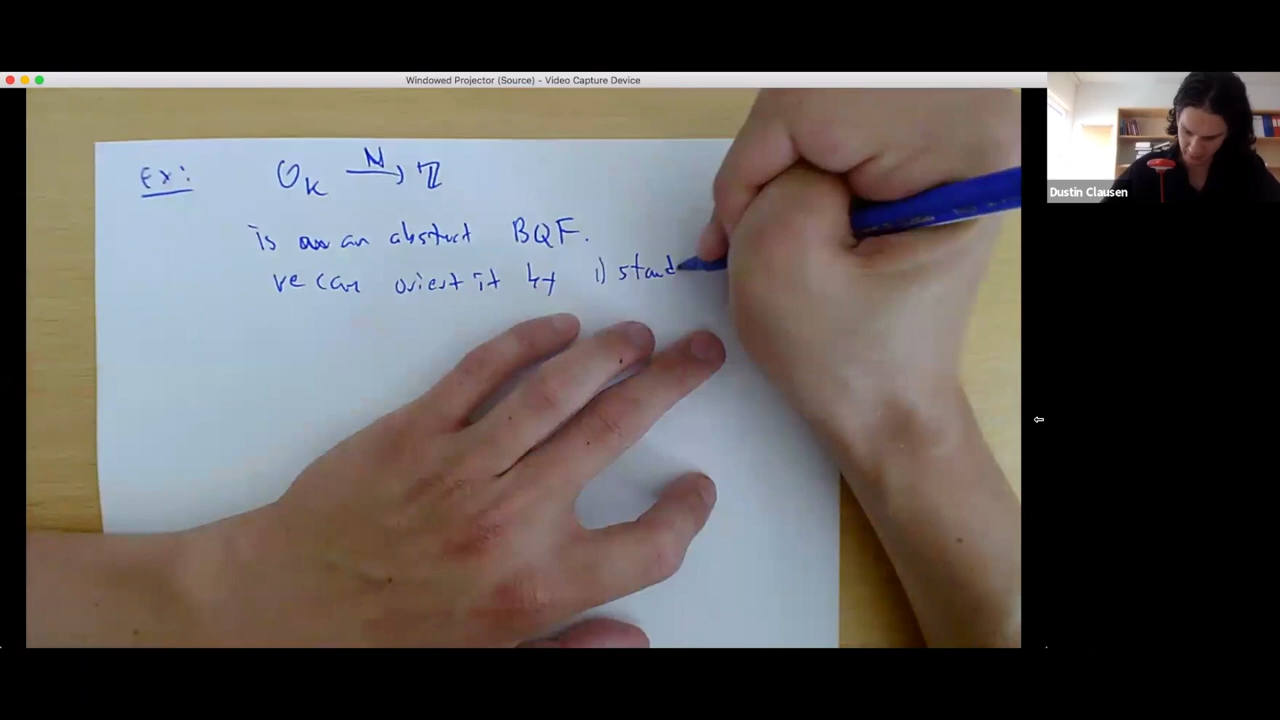 Windowed Projector (Source) - Video Capture Device
Ex:
O_K —N→ ℤ
is an abstract BQF.
we can orient it by 1) stand
Dustin Clausen